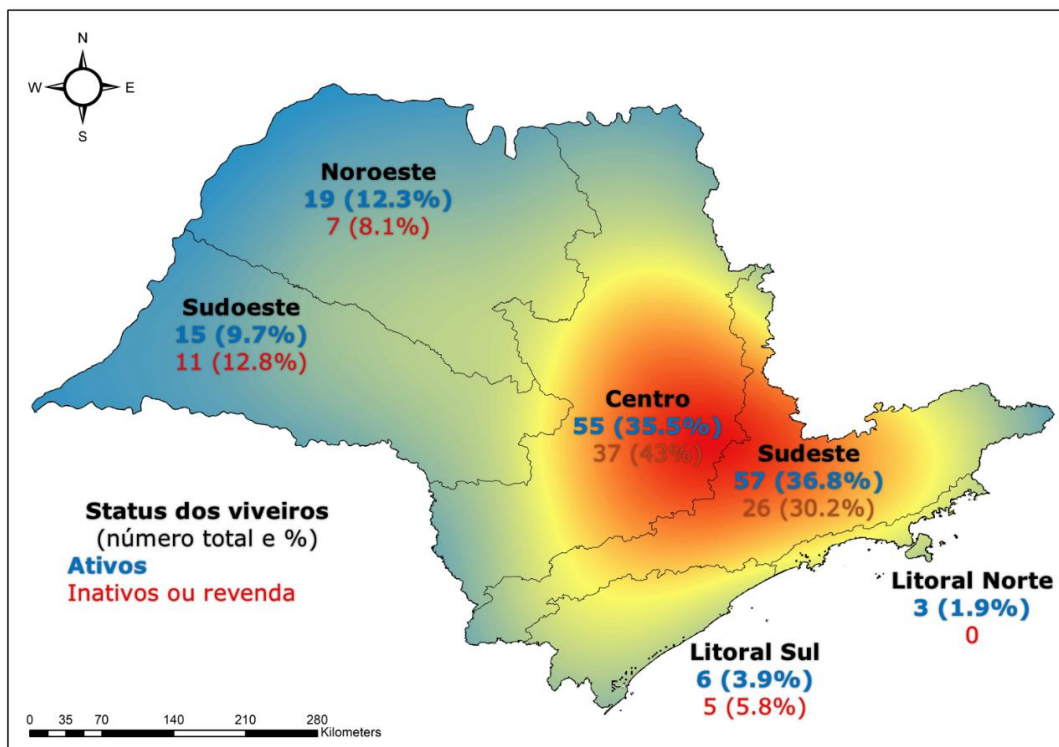 N
W E
S
Noroeste
19 (12.3%)
7 (8.1%)
Sudoeste
15 (9.7%)
11 (12.8%)
Centro
55 (35.5%)
37 (43%)
Sudeste
57 (36.8%)
26 (30.2%)
Status dos viveiros
(número total e %)
Ativos
Inativos ou revenda
Litoral Norte
3 (1.9%)
0
Litoral Sul
6 (3.9%)
5 (5.8%)
0 35 70 140 210 280
Kilometers